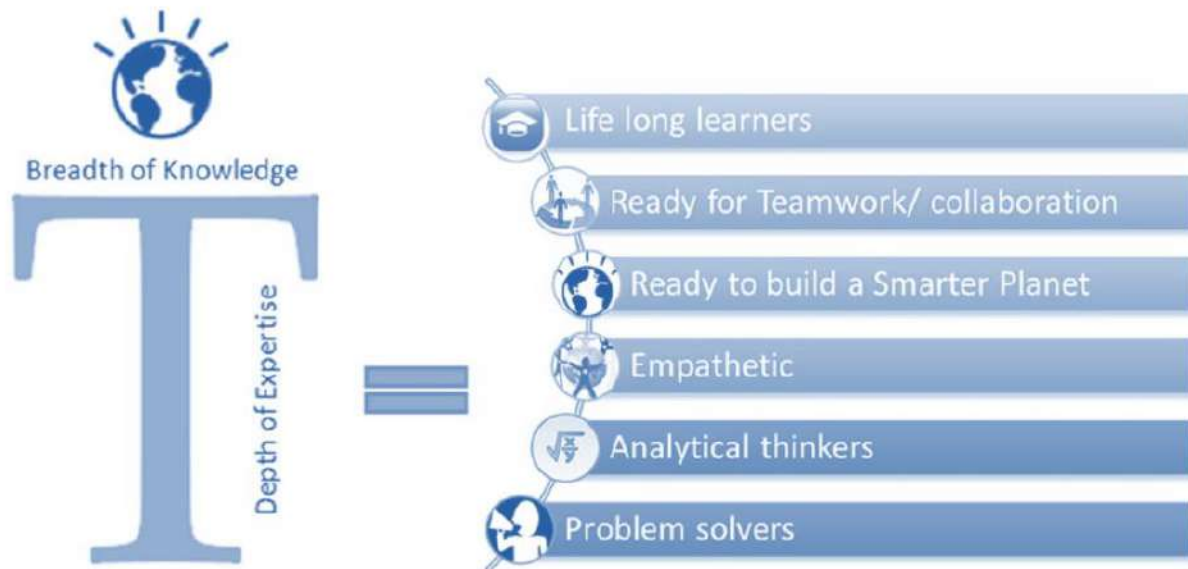 Breadth of Knowledge
T
Depth of Expertise
=
Life long learners
Ready for Teamwork/ collaboration
Ready to build a Smarter Planet
Empathetic
√x/y
Analytical thinkers
Problem solvers